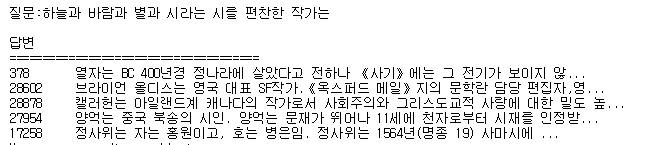 질문:하늘과 바람과 별과 시라는 시를 편찬한 작가는
답변
==================================
378 열자는 BC 400년경 정나라에 살았다고 전하나 《사기》에는 그 전기가 보이지 않...
28602 브라이언 올디스는 영국 대표 SF작가.《옥스퍼드 메일》지의 문학란 담당 편집자,영...
28878 캘러헌는 아일랜드계 캐나다의 작가로서 사회주의와 그리스도교적 사랑에 대한 밀도 높...
27954 양억는 중국 북송의 시인. 양억는 문재가 뛰어나 11세에 천자로부터 시재를 인정받...
17258 정사위는 자는 홍원이고, 호는 병은임. 정사위는 1564년(명종 19) 사마시에 ...